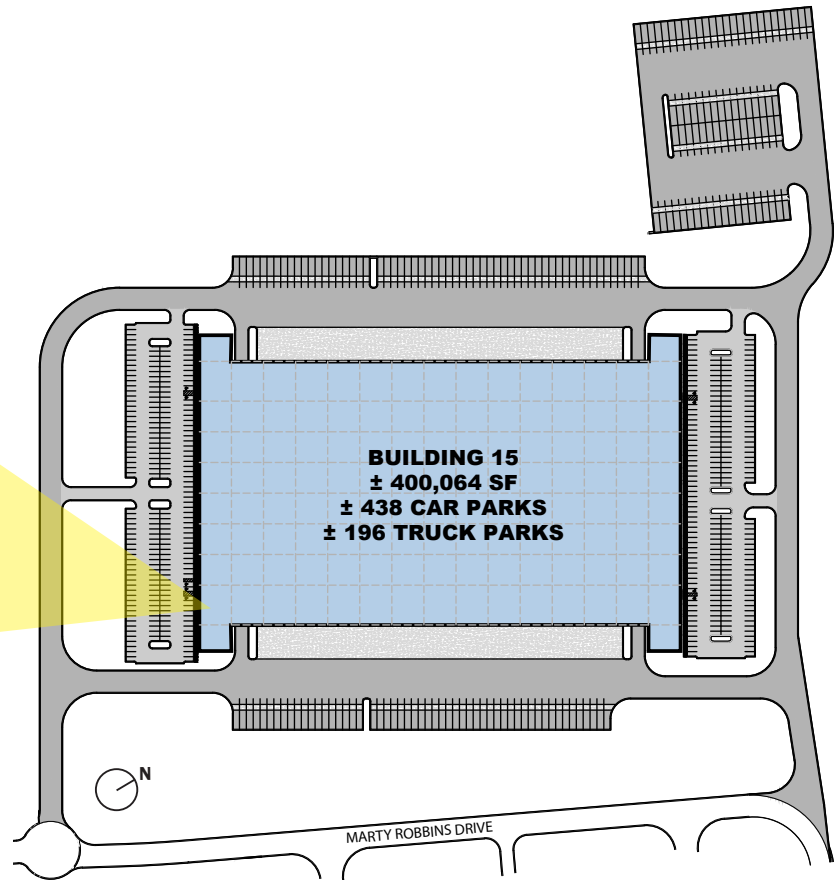 BUILDING 15
± 400,064 SF
± 438 CAR PARKS
± 196 TRUCK PARKS
N
MARTY ROBBINS DRIVE